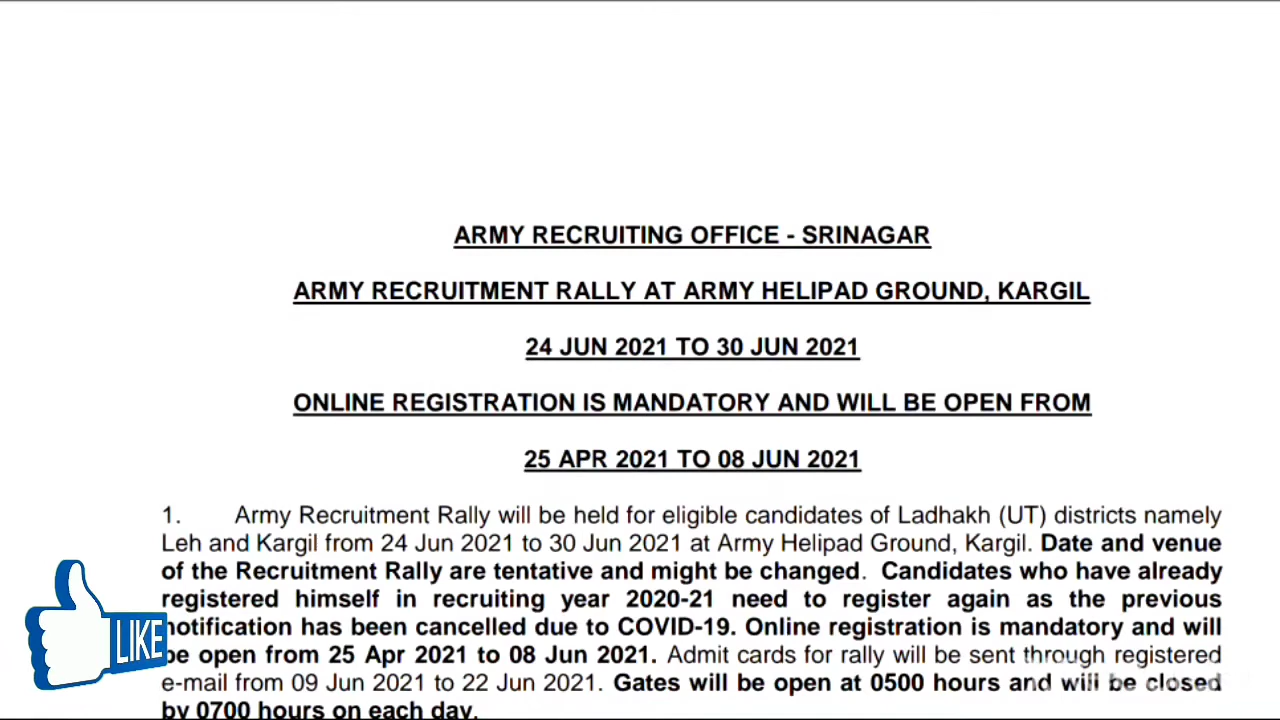 ARMY RECRUITING OFFICE - SRINAGAR
ARMY RECRUITMENT RALLY AT ARMY HELIPAD GROUND, KARGIL
24 JUN 2021 TO 30 JUN 2021
ONLINE REGISTRATION IS MANDATORY AND WILL BE OPEN FROM
25 APR 2021 TO 08 JUN 2021
1. Army Recruitment Rally will be held for eligible candidates of Ladhakh (UT) districts namely
Leh and Kargil from 24 Jun 2021 to 30 Jun 2021 at Army Helipad Ground, Kargil. Date and venue
of the Recruitment Rally are tentative and might be changed. Candidates who have already
registered himself in recruiting year 2020-21 need to register again as the previous
notification has been cancelled due to COVID-19. Online registration is mandatory and will
be open from 25 Apr 2021 to 08 Jun 2021. Admit cards for rally will be sent through registered
e-mail from 09 Jun 2021 to 22 Jun 2021. Gates will be open at 0500 hours and will be closed
by 0700 hours on each day.
LIKE